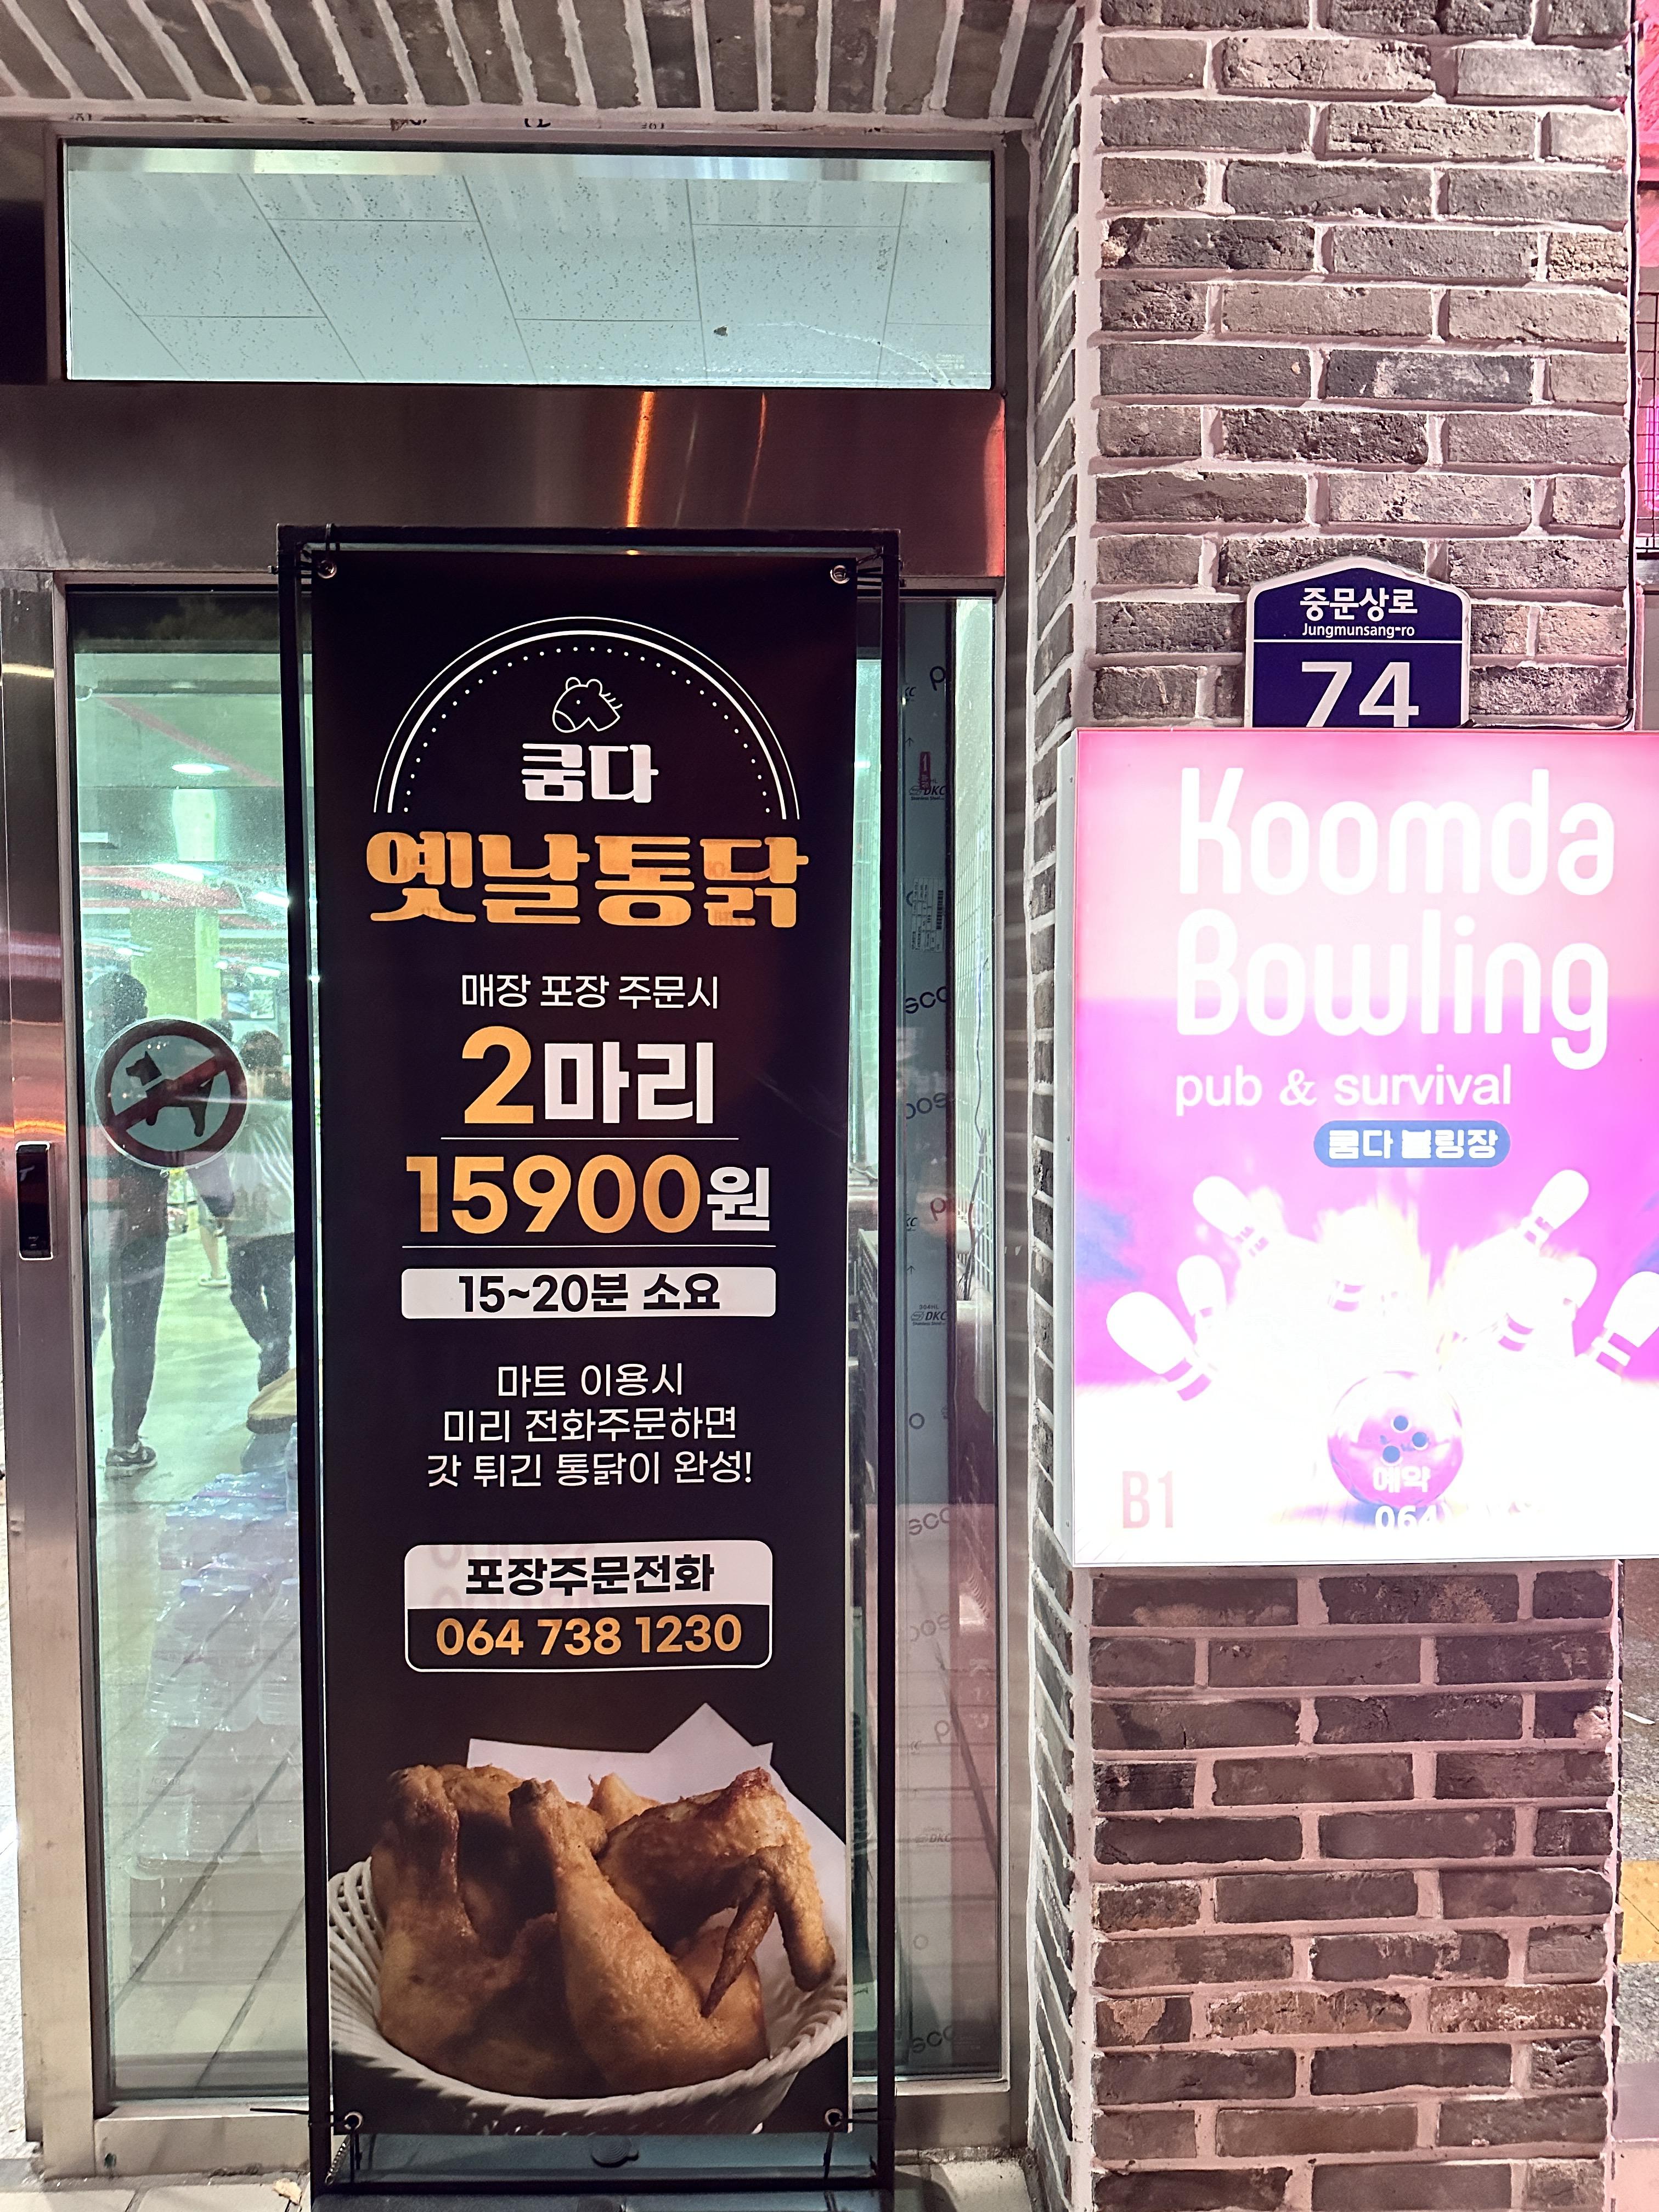 쿰다
옛날통닭
매장 포장 주문시
2마리
15900원
15~20분 소요
마트 이용시
미리 전화주문하면
갓 튀긴 통닭이 완성!
포장주문전화
064 738 1230
중문상로
Jungmunsang-ro
74
Koomda
Bowling
pub & survival
쿰다 볼링장
B1
예약
064
DKC
DKC